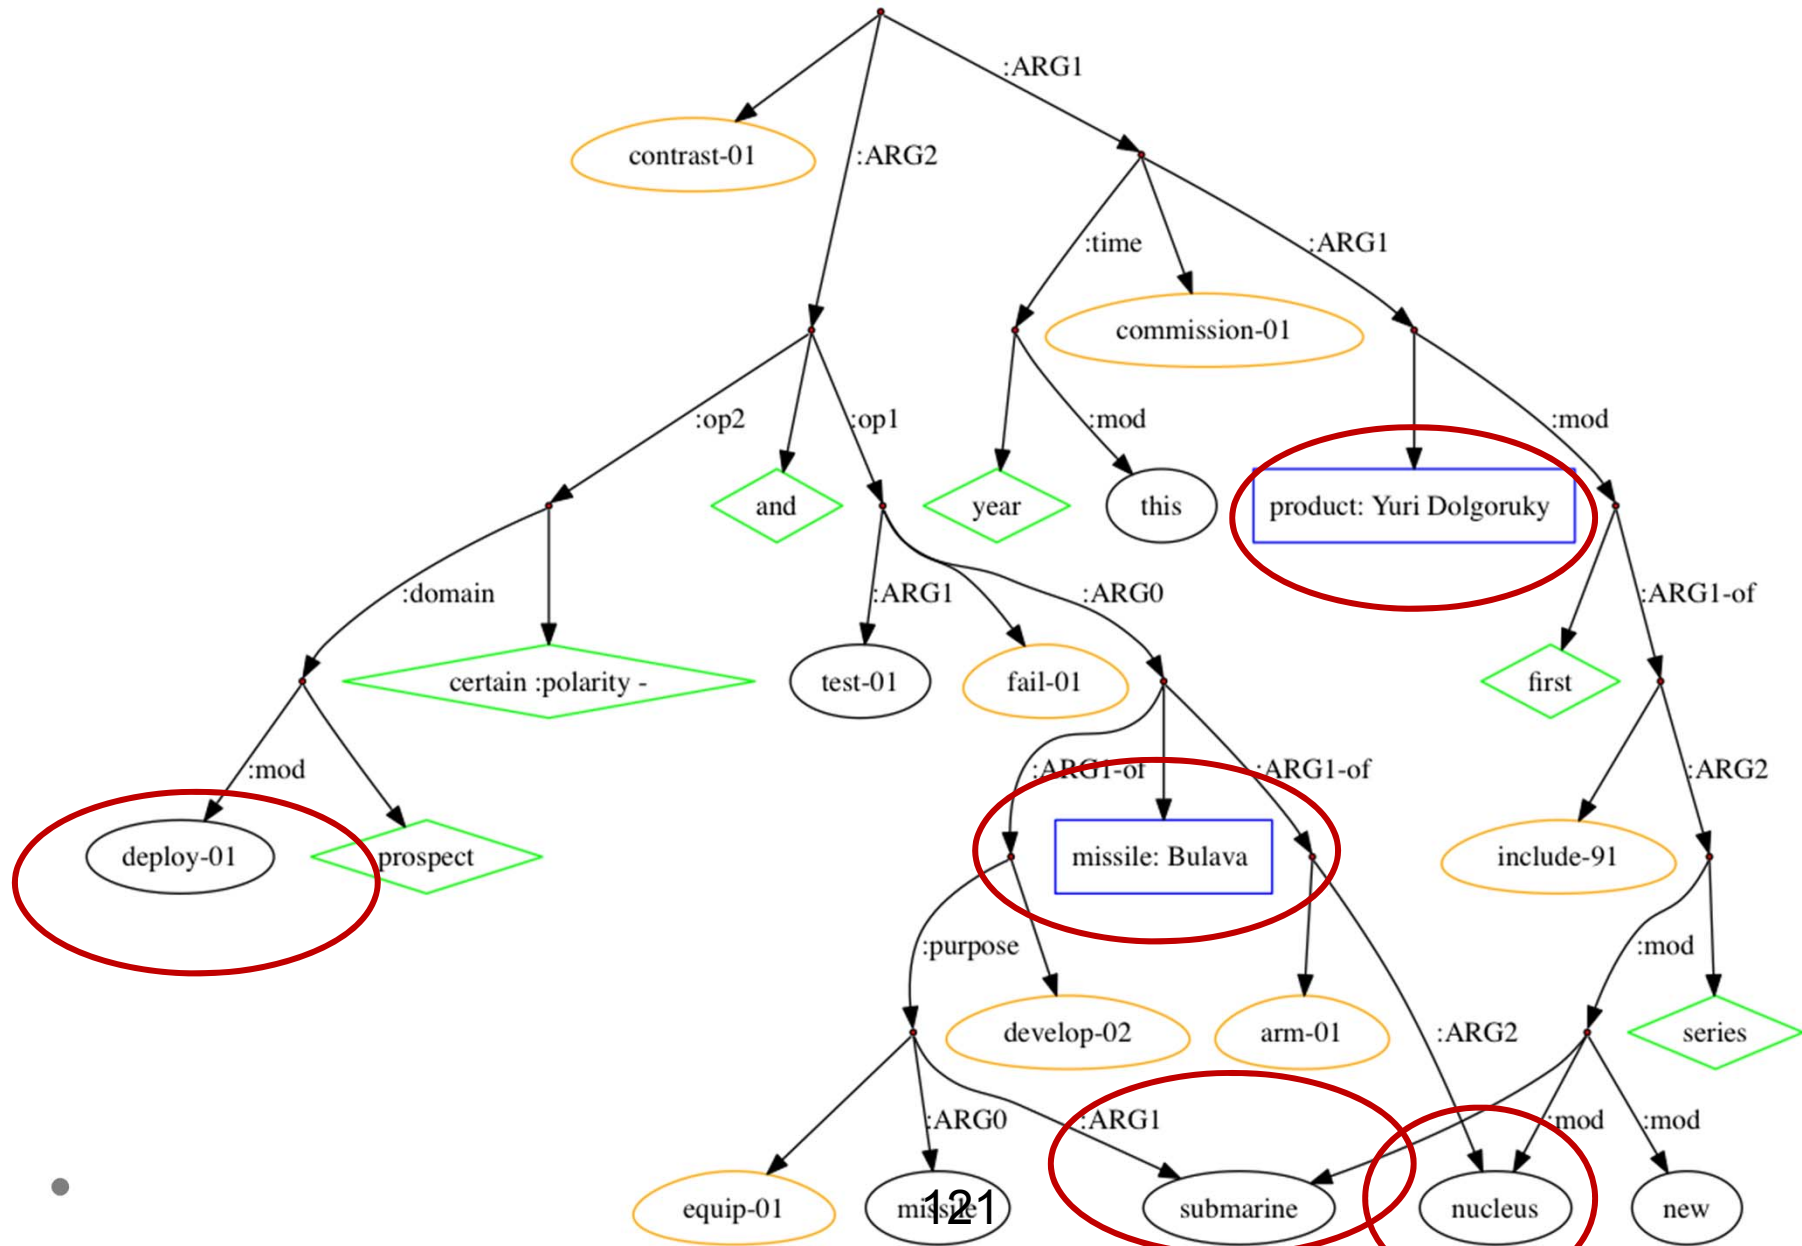 :ARG1
contrast-01
:ARG2
:time
:ARG1
commission-01
:op2
:op1
:mod
:mod
and
year
this
product: Yuri Dolgoruky
:domain
:ARG1
:ARG0
:ARG1-of
certain :polarity -
test-01
fail-01
first
:mod
:ARG1-of
:ARG1-of
:ARG2
deploy-01
prospect
missile: Bulava
include-91
:purpose
:mod
develop-02
arm-01
:ARG2
series
:ARG0
:ARG1
:mod
:mod
equip-01
missile
121
submarine
nucleus
new